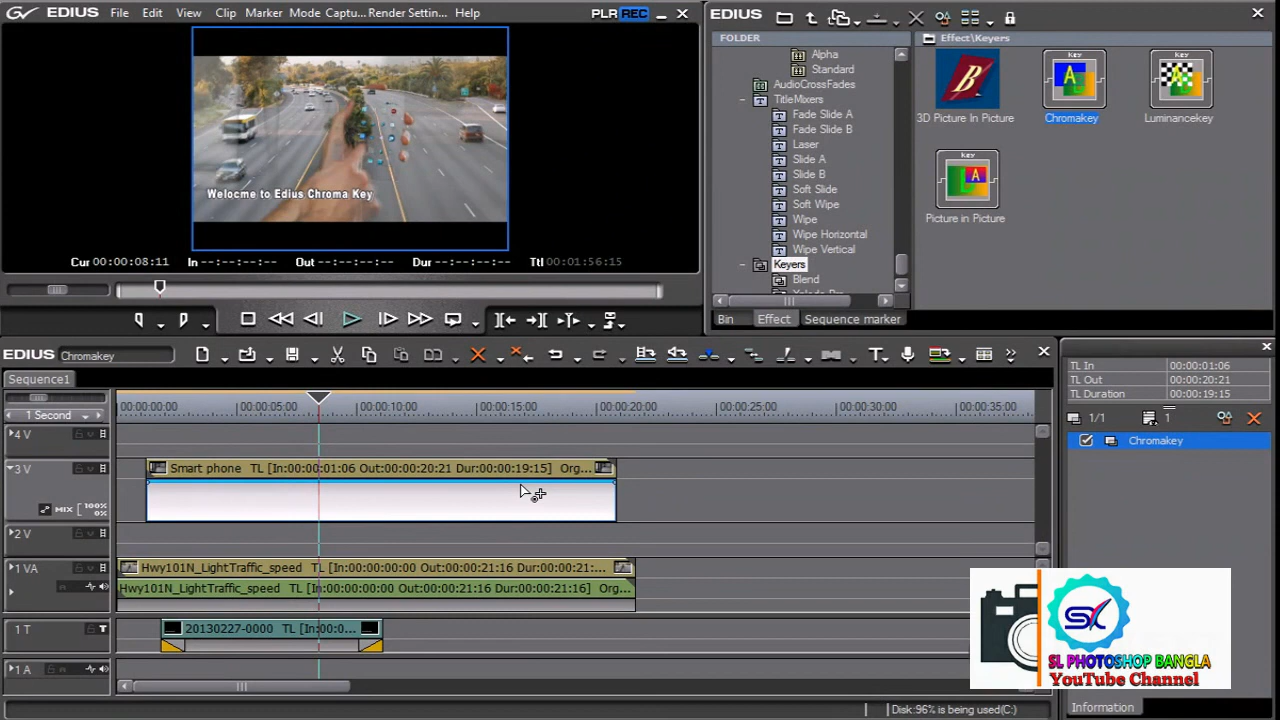 EDIUS File Edit View Clip Marker Mode Captu... Render Settin... Help PLR REC
Welocme to Edius Chroma Key
Cur 00:00:08:11 In --:--:--:-- Out --:--:--:-- Dur --:--:--:-- Ttl 00:01:56:15
EDIUS
FOLDER
Alpha
Standard
AudioCrossFades
TitleMixers
Fade Slide A
Fade Slide B
Laser
Slide A
Slide B
Soft Slide
Soft Wipe
Wipe
Wipe Horizontal
Wipe Vertical
Keyers
Blend
Effect\Keyers
3D Picture In Picture
key
A
Chromakey
key
A
Luminancekey
key
A
Picture in Picture
Bin Effect Sequence marker
EDIUS Chromakey
Sequence1
1 Second
00:00:00:00 00:00:05:00 00:00:10:00 00:00:15:00 00:00:20:00 00:00:25:00 00:00:30:00 00:00:35:00
4 V
3 V
Smart phone TL [In:00:00:01:06 Out:00:00:20:21 Dur:00:00:19:15] Org...
MIX 100%
0%
2 V
1 VA
Hwy101N_LightTraffic_speed TL [In:00:00:00:00 Out:00:00:21:16 Dur:00:00:21:...
Hwy101N_LightTraffic_speed TL [In:00:00:00:00 Out:00:00:21:16 Dur:00:00:21:16] Org...
1 T
20130227-0000 TL [In:00:0...
1 A
TL In 00:00:01:06
TL Out 00:00:20:21
TL Duration 00:00:19:15
1/1 1
Chromakey
SK
SL PHOTOSHOP BANGLA
YouTube Channel
Disk:96% is being used(C:)
Information